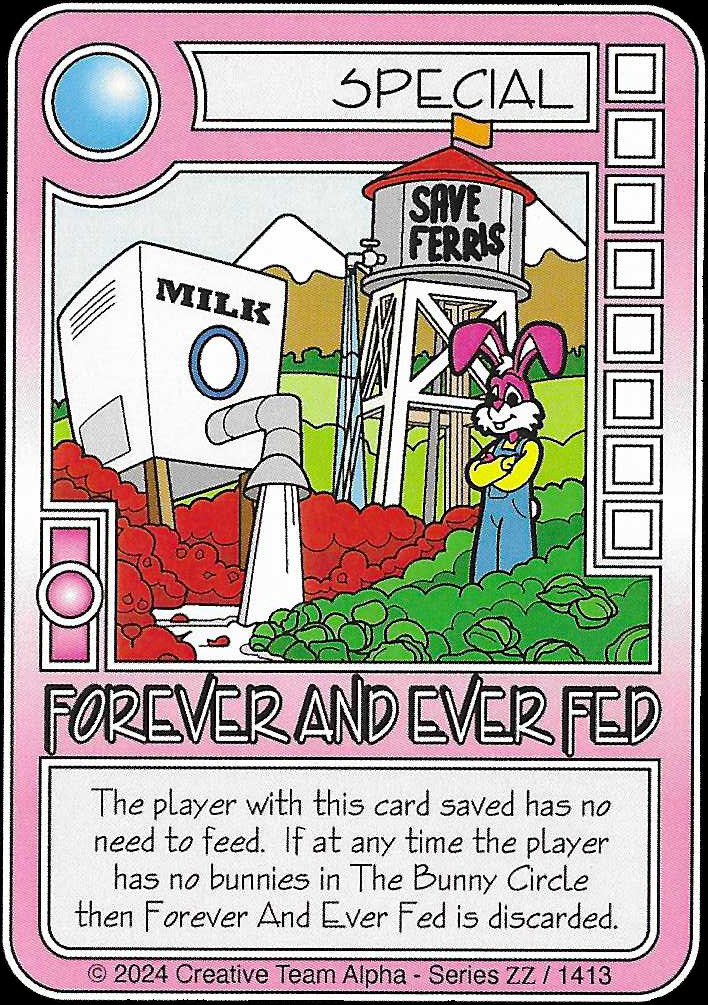 SPECIAL
SAVE
FERRIS
MILK
FOREVER AND EVER FED
The player with this card saved has no
need to feed. If at any time the player
has no bunnies in The Bunny Circle
then Forever And Ever Fed is discarded.
© 2024 Creative Team Alpha - Series ZZ / 1413